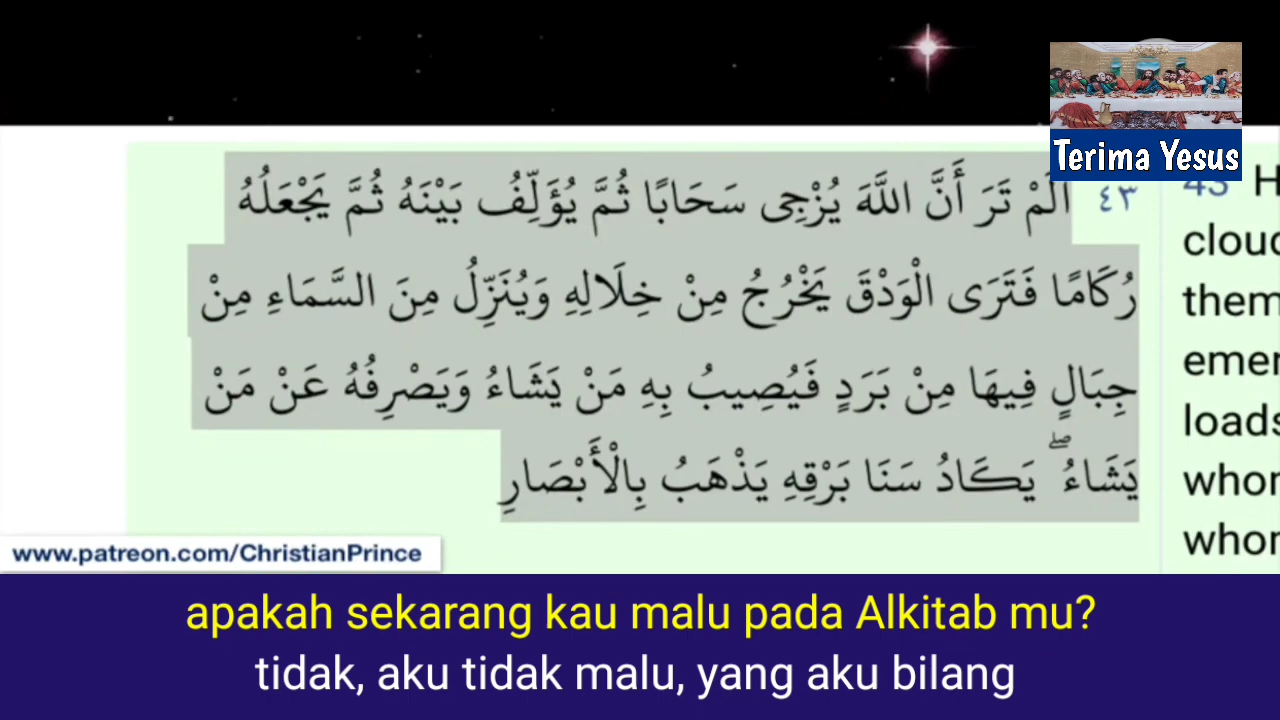 Terima Yesus
٤٣ أَلَمْ تَرَ أَنَّ اللَّهَ يُزْجِى سَحَابًا ثُمَّ يُؤَلِّفُ بَيْنَهُ ثُمَّ يَجْعَلُهُ
رُكَامًا فَتَرَى الْوَدْقَ يَخْرُجُ مِنْ خِلَالِهِ وَيُنَزِّلُ مِنَ السَّمَاءِ مِنْ
جِبَالٍ فِيهَا مِنْ بَرَدٍ فَيُصِيبُ بِهِ مَنْ يَشَاءُ وَيَصْرِفُهُ عَنْ مَنْ
يَشَاءُ ۖ يَكَادُ سَنَا بَرْقِهِ يَذْهَبُ بِالْأَبْصَارِ
43 H
cloud
them
emer
loads
whom
whom
www.patreon.com/ChristianPrince
apakah sekarang kau malu pada Alkitab mu?
tidak, aku tidak malu, yang aku bilang